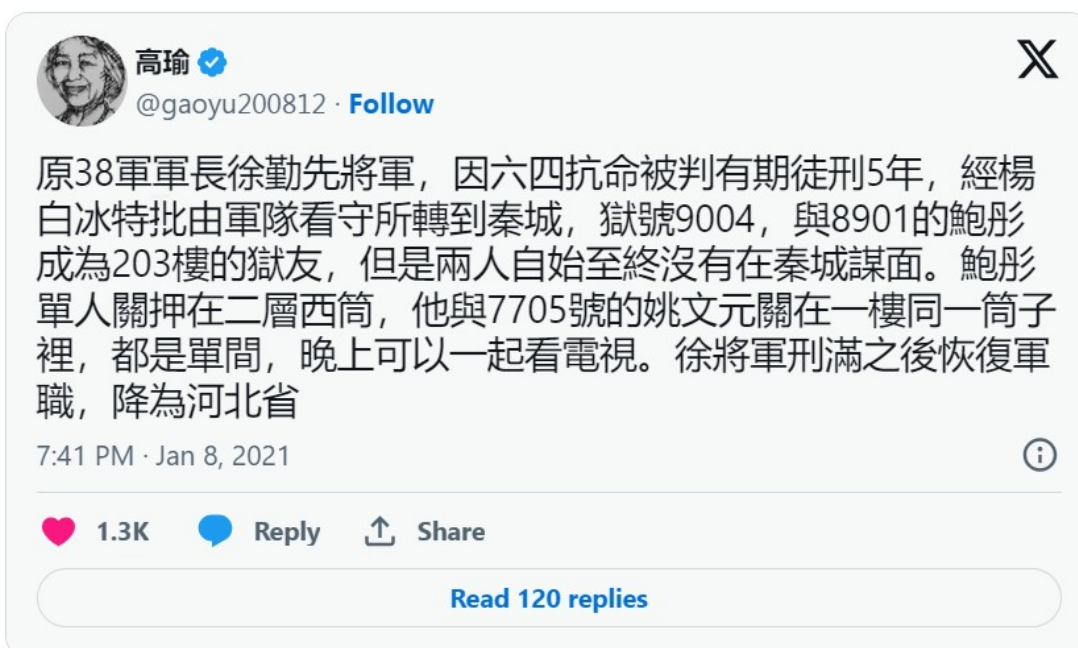 高瑜
@gaoyu200812 · Follow
原38軍軍長徐勤先將軍，因六四抗命被判有期徒刑5年，經楊
白冰特批由軍隊看守所轉到秦城，獄號9004，與8901的鮑彤
成為203樓的獄友，但是兩人自始至終沒有在秦城謀面。鮑彤
單人關押在二層西筒，他與7705號的姚文元關在一樓同一筒子
裡，都是單間，晚上可以一起看電視。徐將軍刑滿之後恢復軍
職，降為河北省
7:41 PM · Jan 8, 2021
1.3K Reply Share
Read 120 replies